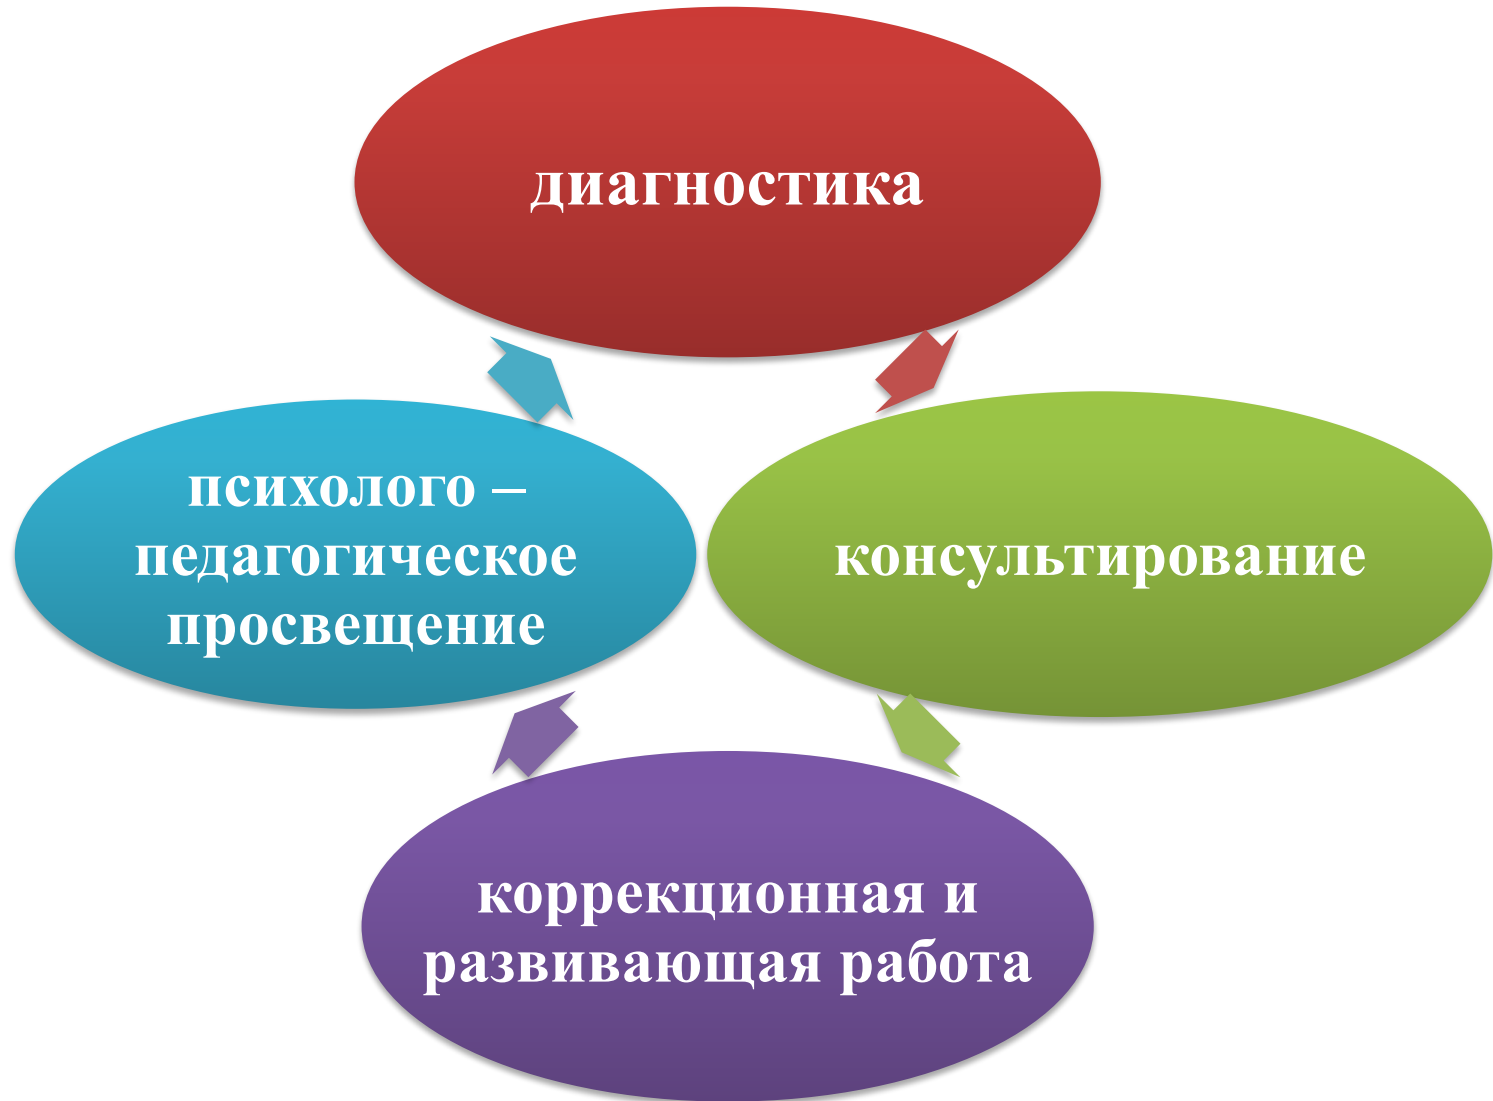 диагностика
психолого –
педагогическое
просвещение
консультирование
коррекционная и
развивающая работа